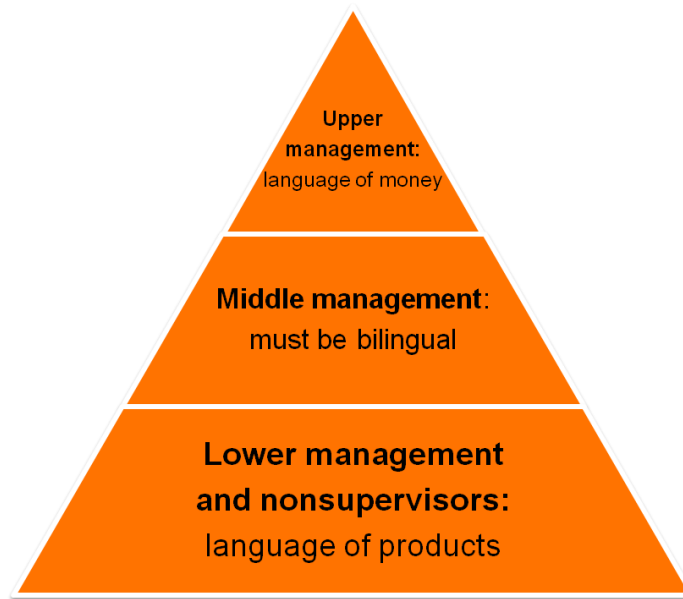 Upper
management:
language of money
Middle management:
must be bilingual
Lower management
and nonsupervisors:
language of products